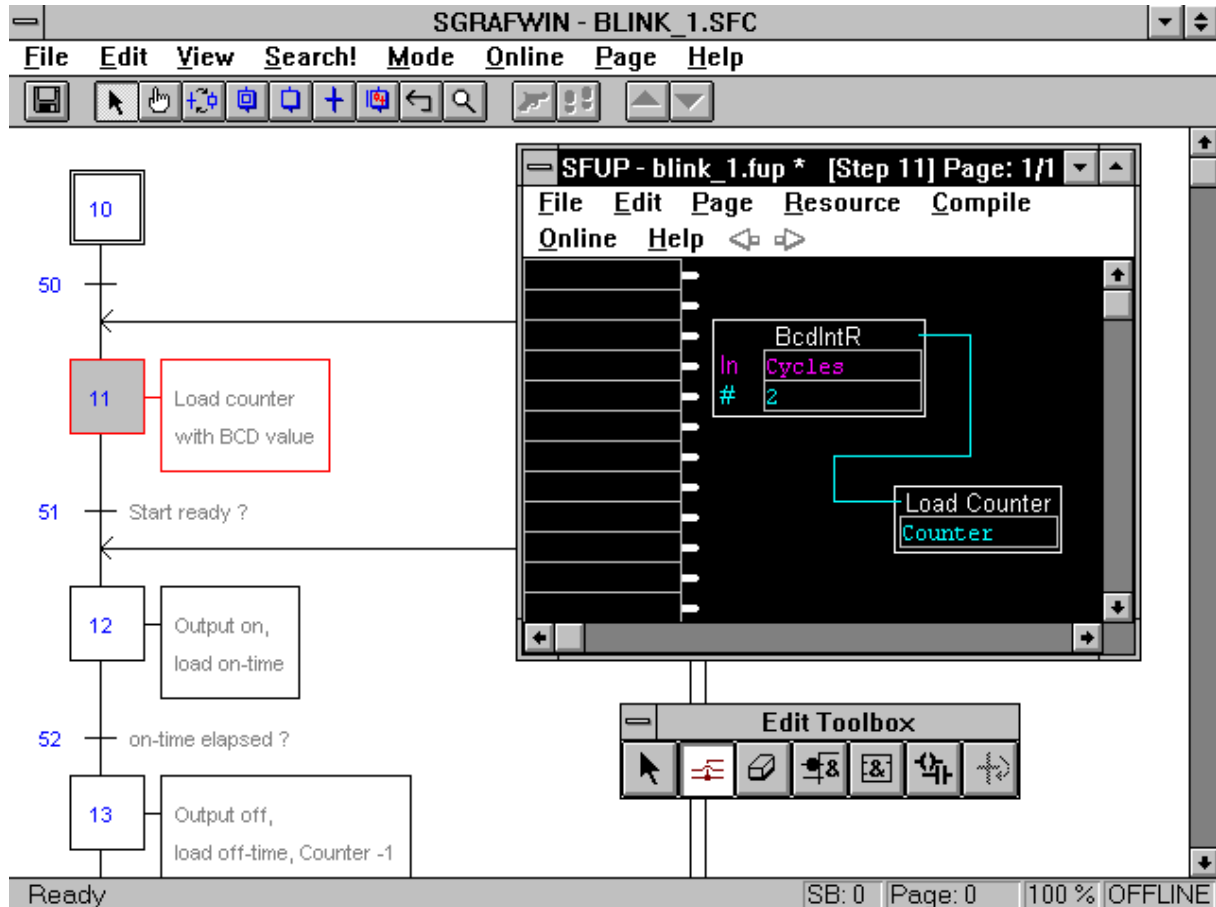 SGRAFWIN - BLINK_1.SFC
File Edit View Search! Mode Online Page Help
10
50
11
Load counter
with BCD value
51
Start ready ?
12
Output on,
load on-time
52
on-time elapsed ?
13
Output off,
load off-time, Counter -1
SFUP - blink_1.fup * [Step 11] Page: 1/1
File Edit Page Resource Compile
Online Help
BcdIntR
In Cycles
# 2
Load Counter
Counter
Edit Toolbox
&
&
Ready SB: 0 Page: 0 100 % OFFLINE